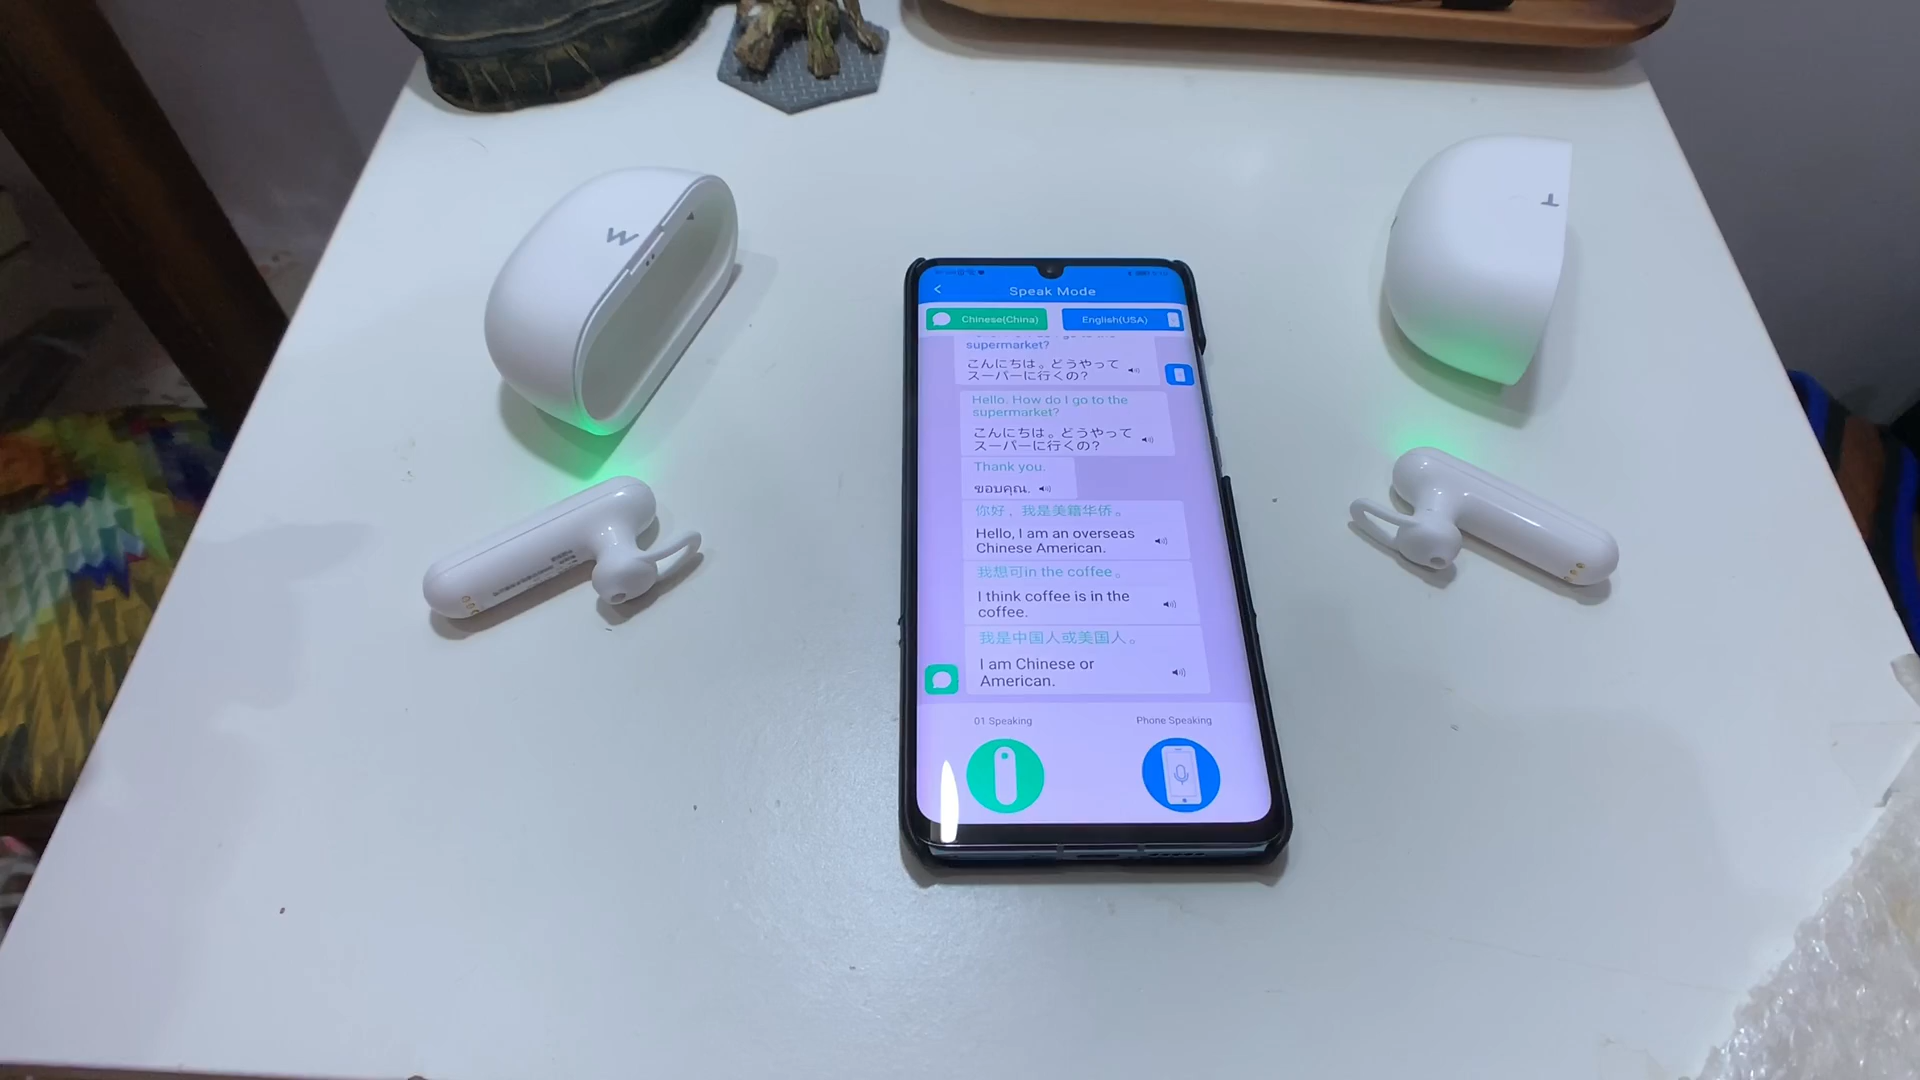 W
T
Speak Mode
Chinese(China)
English(USA)
supermarket?
こんにちは。どうやって
スーパーに行くの?
Hello. How do I go to the
supermarket?
こんにちは。どうやって
スーパーに行くの?
Thank you.
ขอบคุณ.
你好，我是美籍华侨。
Hello, I am an overseas
Chinese American.
我想可in the coffee。
I think coffee is in the
coffee.
我是中国人或美国人。
I am Chinese or
American.
01 Speaking
Phone Speaking